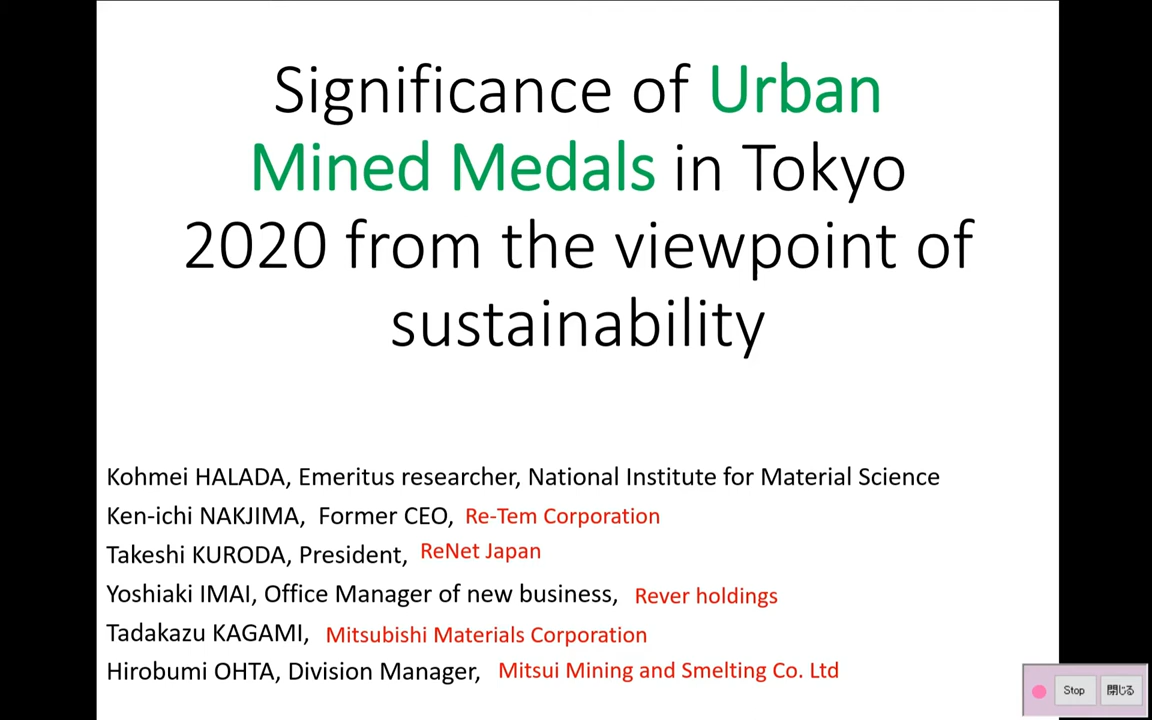 Significance of Urban
Mined Medals in Tokyo
2020 from the viewpoint of
sustainability
Kohmei HALADA, Emeritus researcher, National Institute for Material Science
Ken-ichi NAKJIMA, Former CEO, Re-Tem Corporation
Takeshi KURODA, President, ReNet Japan
Yoshiaki IMAI, Office Manager of new business, Rever holdings
Tadakazu KAGAMI, Mitsubishi Materials Corporation
Hirobumi OHTA, Division Manager, Mitsui Mining and Smelting Co. Ltd
Stop 閉じる